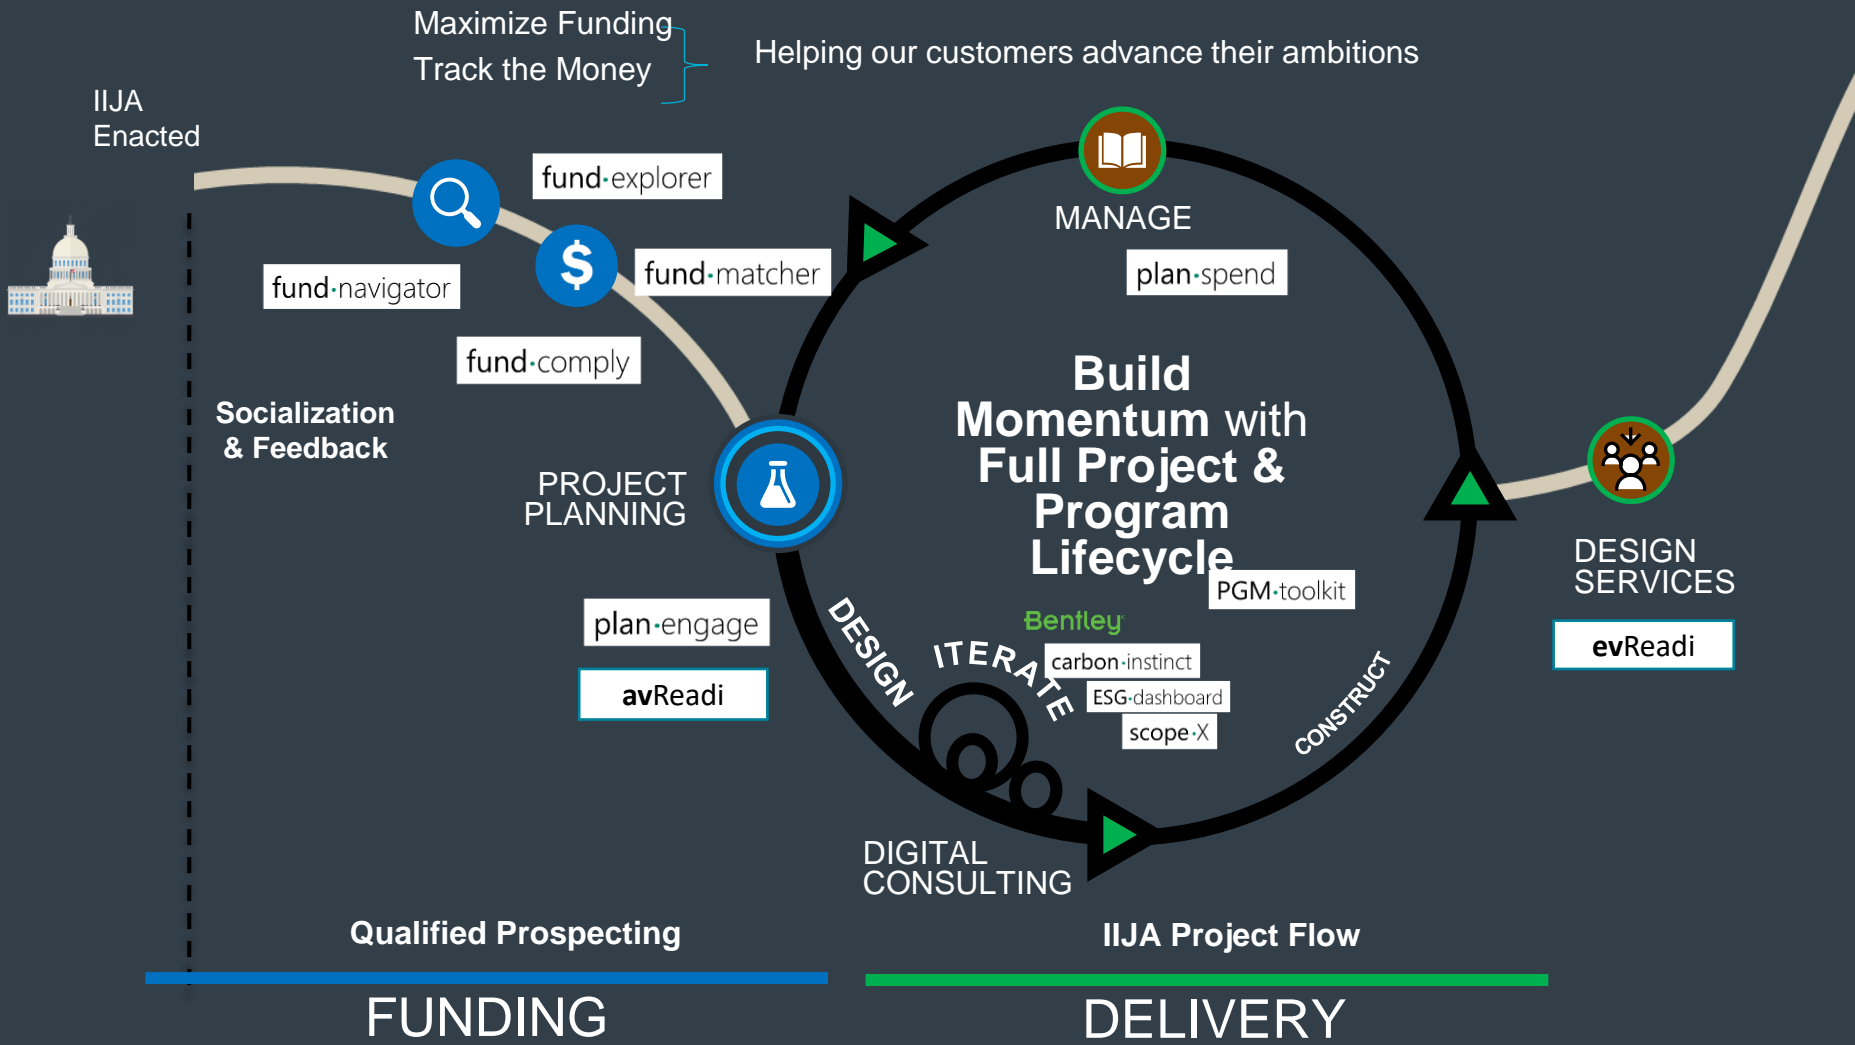 Maximize Funding
Track the Money
Helping our customers advance their ambitions
IIJA
Enacted
fund·explorer
fund·navigator
$
fund·matcher
fund·comply
MANAGE
plan·spend
Socialization
& Feedback
PROJECT
PLANNING
Build
Momentum with
Full Project &
Program
Lifecycle
PGM·toolkit
DESIGN
SERVICES
evReadi
plan·engage
avReadi
DESIGN
ITERATE
Bentley
carbon·instinct
ESG·dashboard
scope·X
CONSTRUCT
DIGITAL
CONSULTING
Qualified Prospecting
IIJA Project Flow
FUNDING
DELIVERY